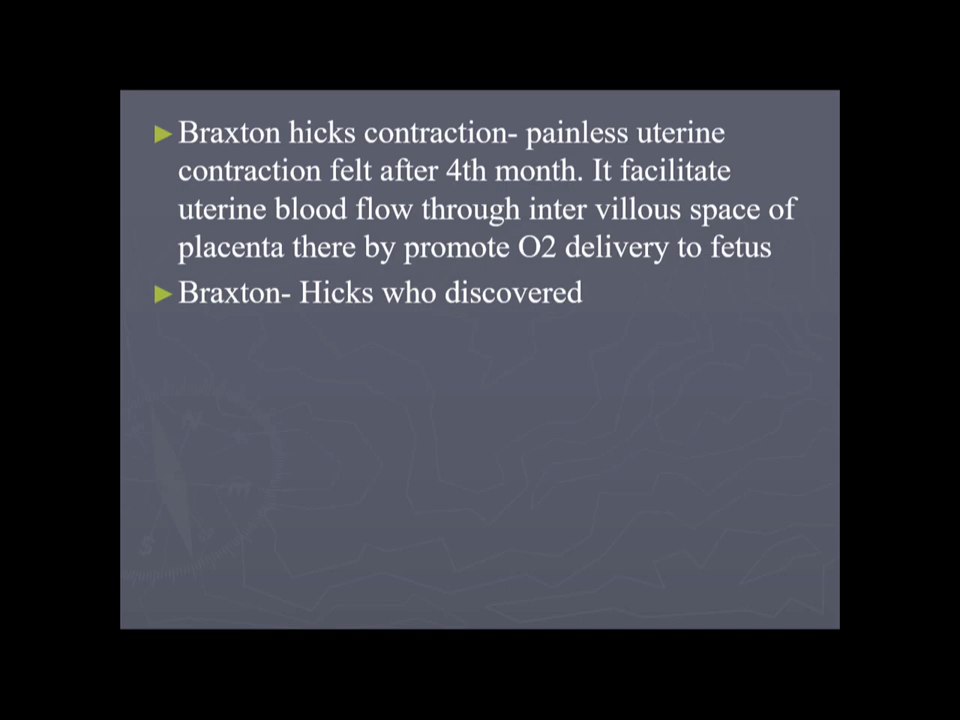 Braxton hicks contraction- painless uterine
contraction felt after 4th month. It facilitate
uterine blood flow through inter villous space of
placenta there by promote O2 delivery to fetus
Braxton- Hicks who discovered
N
S